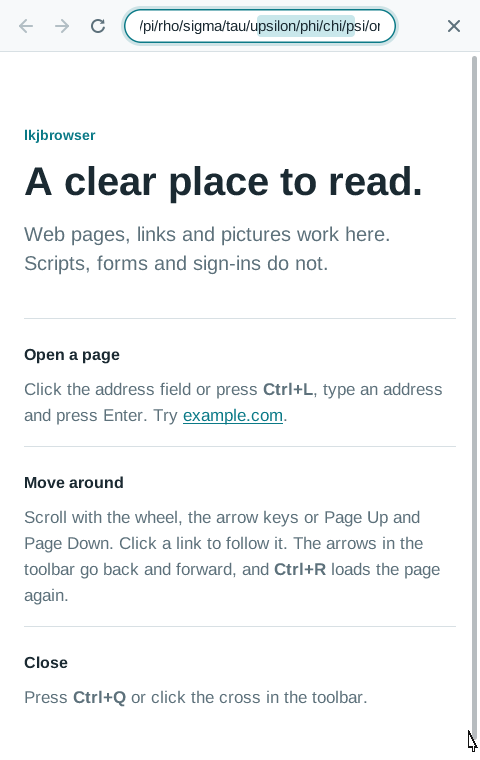 /pi/rho/sigma/tau/upsilon/phi/chi/psi/or
lkjbrowser
A clear place to read.
Web pages, links and pictures work here.
Scripts, forms and sign-ins do not.
Open a page
Click the address field or press Ctrl+L, type an address
and press Enter. Try example.com.
Move around
Scroll with the wheel, the arrow keys or Page Up and
Page Down. Click a link to follow it. The arrows in the
toolbar go back and forward, and Ctrl+R loads the page
again.
Close
Press Ctrl+Q or click the cross in the toolbar.